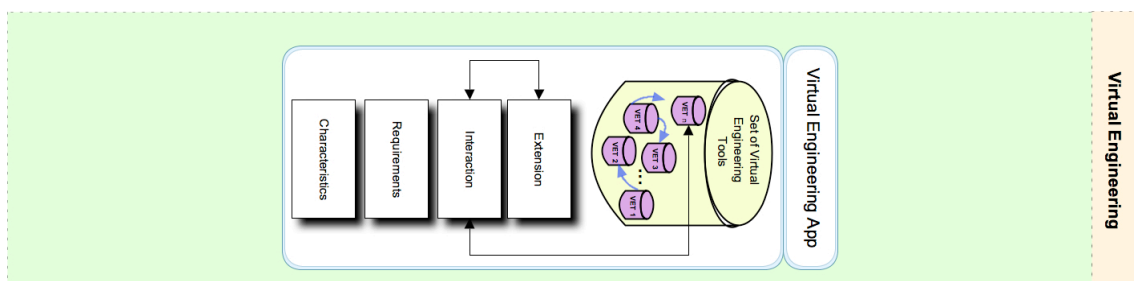 Virtual Engineering
Virtual Engineering App
Set of Virtual
Engineering
Tools
VET n
VET 4
VET 3
VET 2
...
VET 1
Extension
Interaction
Requirements
Characteristics